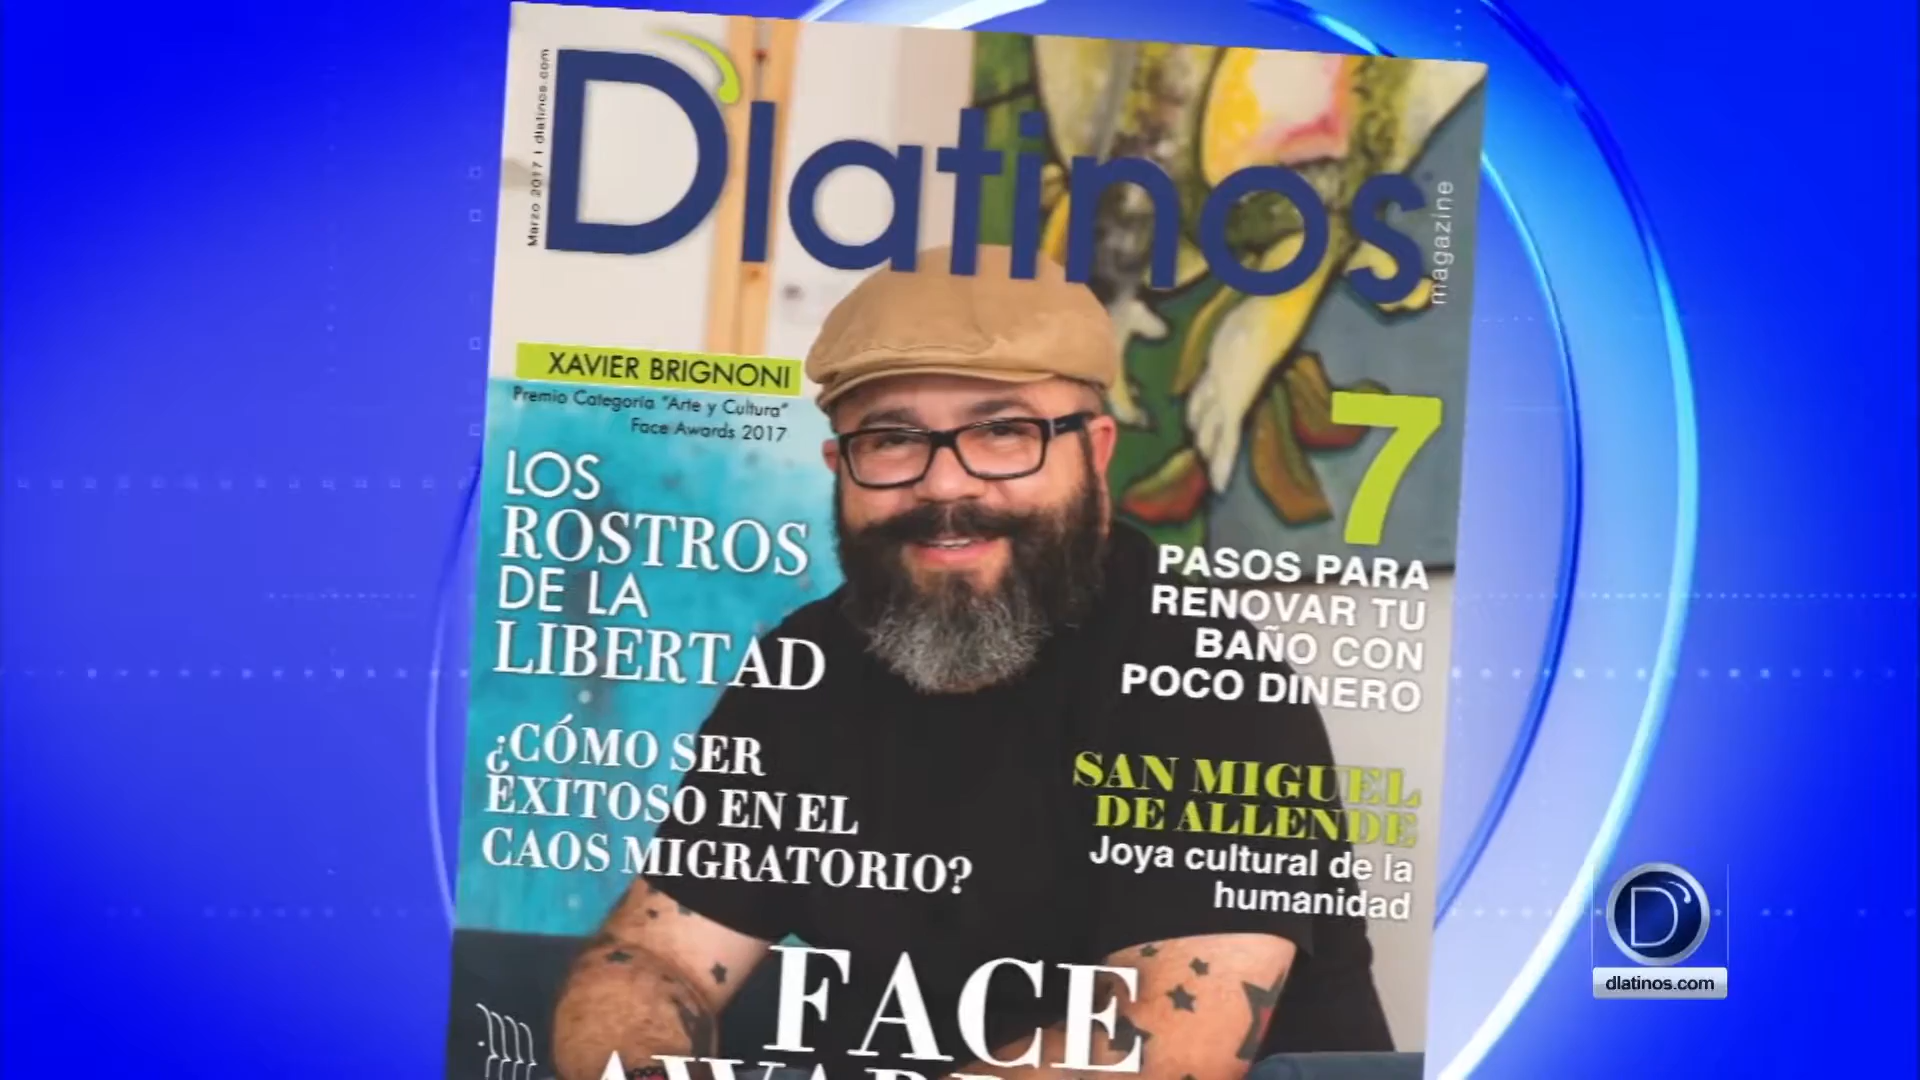 Marzo 2017 | dlatinos.com
D'latinos
magazine
XAVIER BRIGNONI
Premio Categoría "Arte y Cultura"
Face Awards 2017
LOS
ROSTROS
DE LA
LIBERTAD
¿CÓMO SER
ÉXITOSO EN EL
CAOS MIGRATORIO?
7
PASOS PARA
RENOVAR TU
BAÑO CON
POCO DINERO
SAN MIGUEL
DE ALLENDE
Joya cultural de la
humanidad
FACE
D'
dlatinos.com